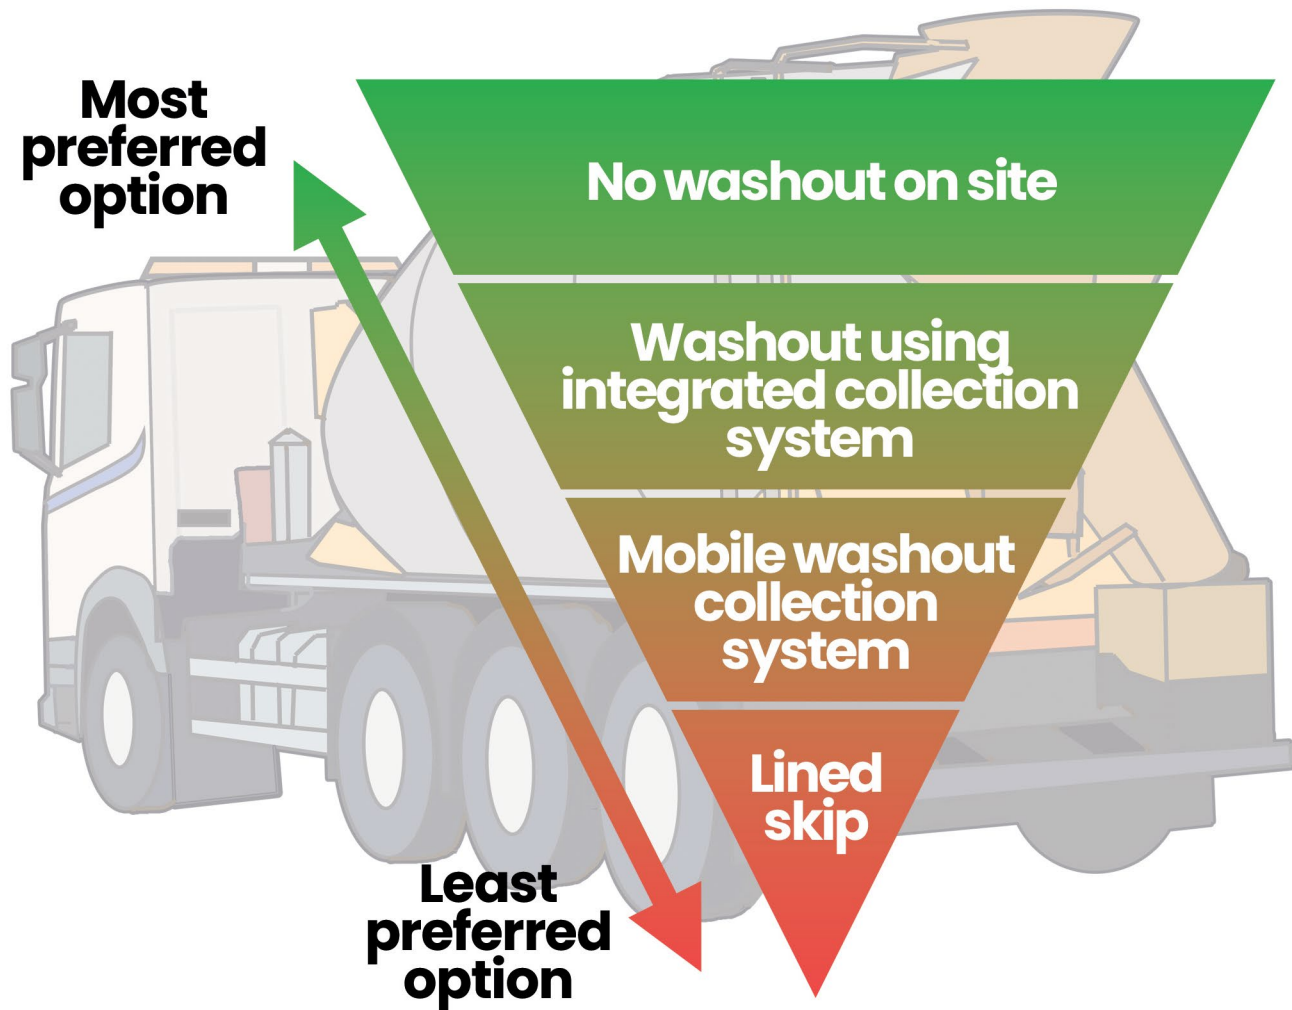 Most
preferred
option
No washout on site
Washout using
integrated collection
system
Mobile washout
collection
system
Lined
skip
Least
preferred
option